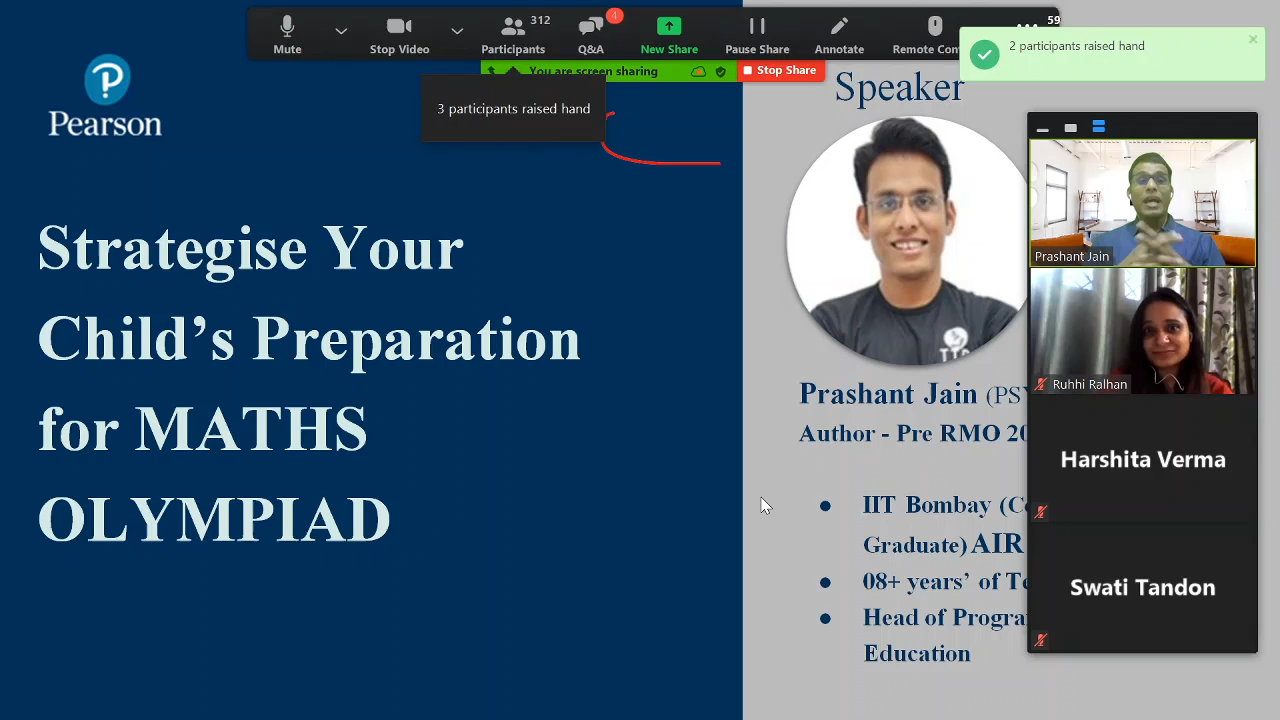 312
4
59
Mute
Stop Video
Participants
Q&A
New Share
Pause Share
Annotate
Remote
2 participants raised hand
You are screen sharing
Stop Share
3 participants raised hand
Pearson
Strategise Your
Child’s Preparation
for MATHS
OLYMPIAD
Speaker
Prashant Jain
Author - Pre RMO
IIT Bombay
Graduate) AIR
08+ years’ of
Head of
Education
Prashant Jain
Ruhhi Ralhan
Harshita Verma
Swati Tandon